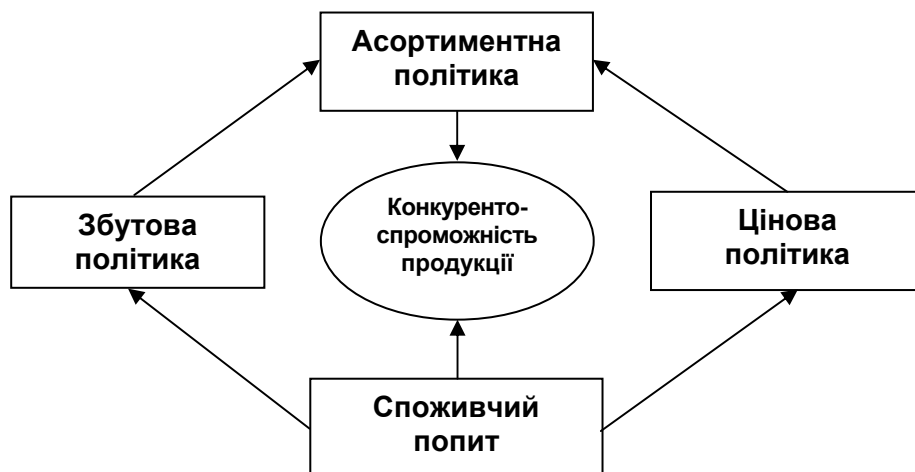 Асортиментна
політика
Збутова
політика
Конкуренто-
спроможність
продукції
Цінова
політика
Споживчий
попит